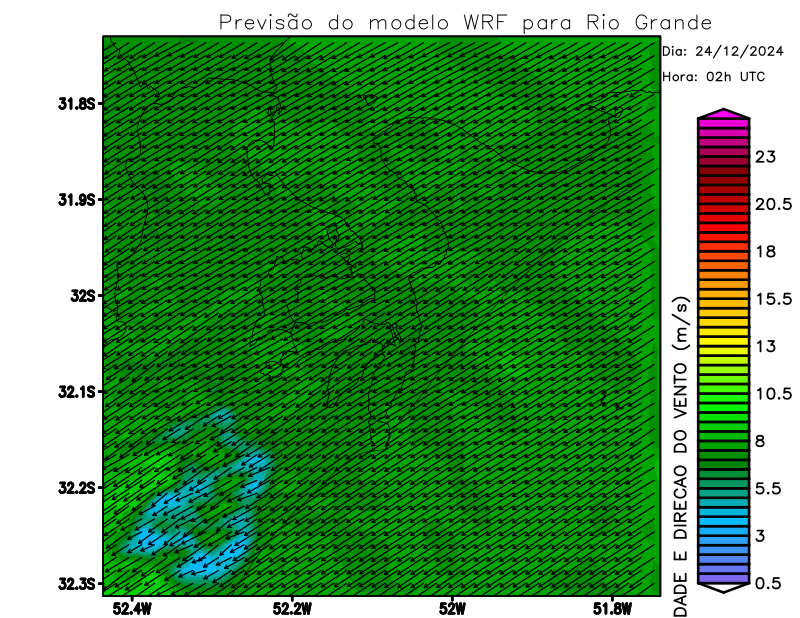 Previsão do modelo WRF para Rio Grande
Dia: 24/12/2024
Hora: 02h UTC
31.8S
31.9S
32S
32.1S
32.2S
32.3S
52.4W
52.2W
52W
51.8W
23
20.5
18
15.5
13
10.5
8
5.5
3
0.5
DADE E DIRECAO DO VENTO (m/s)